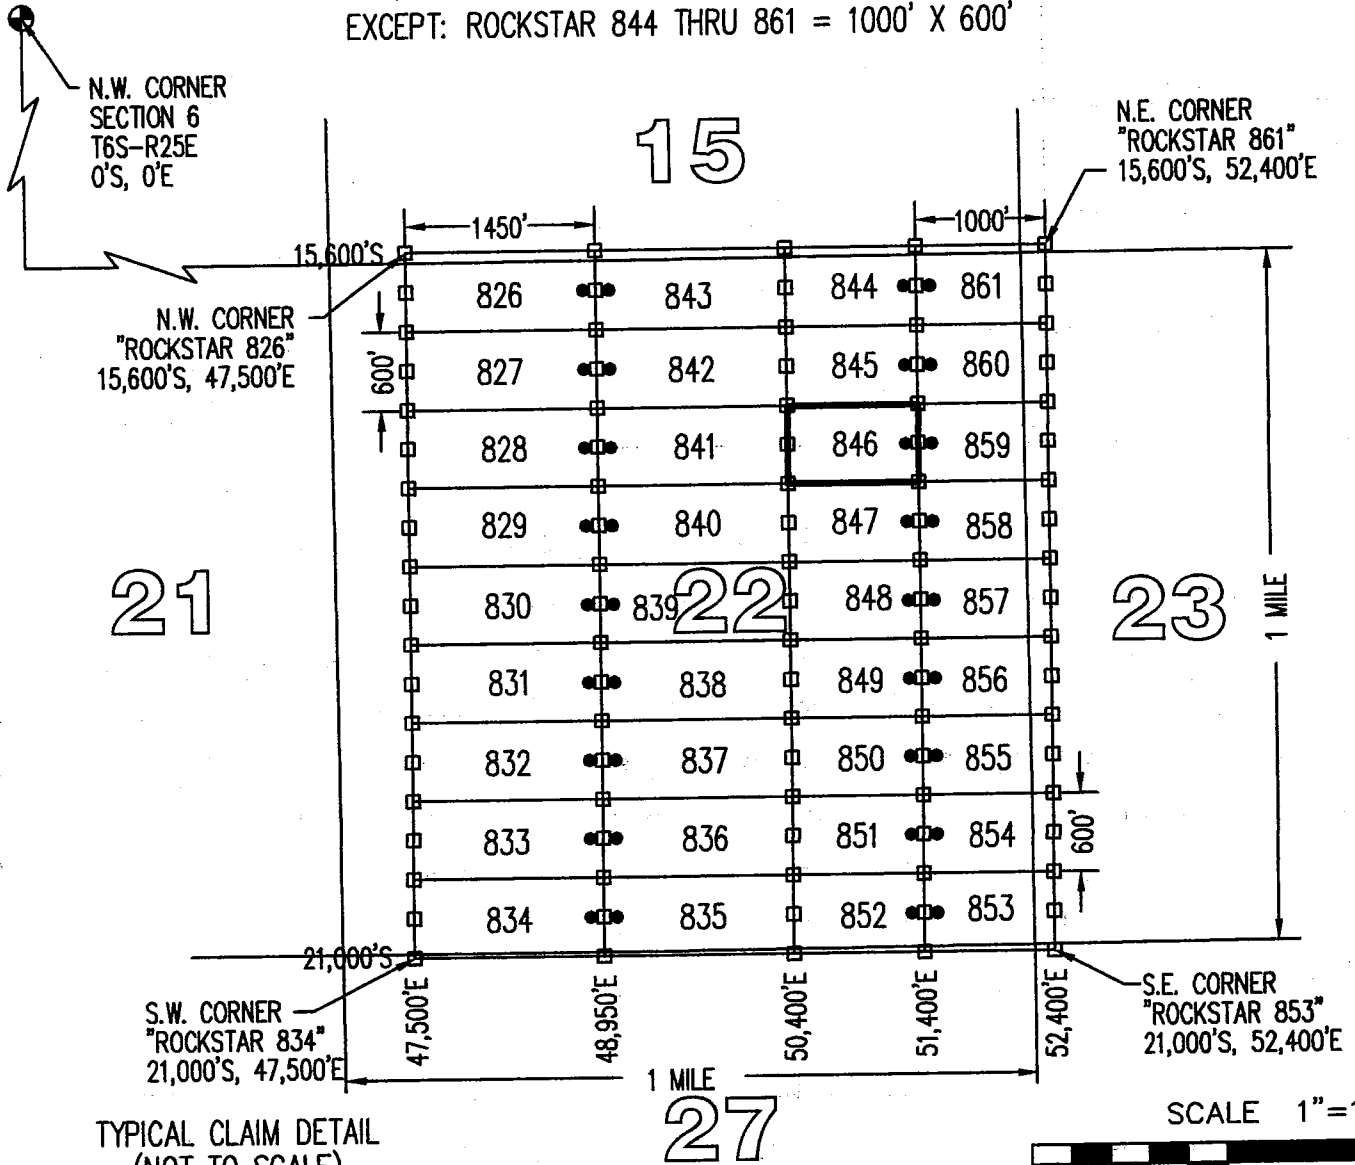 EXCEPT: ROCKSTAR 844 THRU 861 = 1000' X 600'
N.W. CORNER
SECTION 6
T6S-R25E
0'S, 0'E
15
N.E. CORNER
"ROCKSTAR 861"
15,600'S, 52,400'E
1450'
1000'
15,600'S
N.W. CORNER
"ROCKSTAR 826"
15,600'S, 47,500'E
600'
826 843 844 861
827 842 845 860
828 841 846 859
829 840 847 858
830 839 848 857
831 838 849 856
832 837 850 855
833 836 851 854
834 835 852 853
21
22
23
1 MILE
600'
21,000'S
S.W. CORNER
"ROCKSTAR 834"
21,000'S, 47,500'E
47,500'E
48,950'E
50,400'E
51,400'E
52,400'E
S.E. CORNER
"ROCKSTAR 853"
21,000'S, 52,400'E
1 MILE
27
TYPICAL CLAIM DETAIL
(NOT TO SCALE)
SCALE 1"=